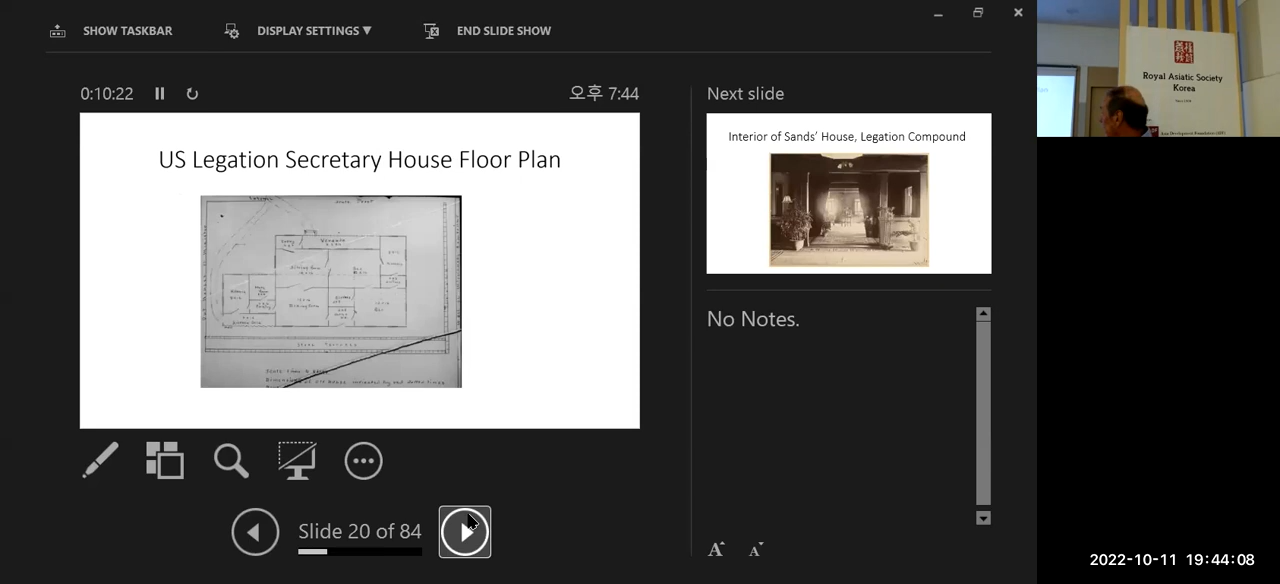 SHOW TASKBAR
DISPLAY SETTINGS ▼
END SLIDE SHOW
0:10:22
오후 7:44
US Legation Secretary House Floor Plan
Slide 20 of 84
Next slide
Interior of Sands' House, Legation Compound
No Notes.
A
A
Royal Asiatic Society
Korea
2022-10-11 19:44:08